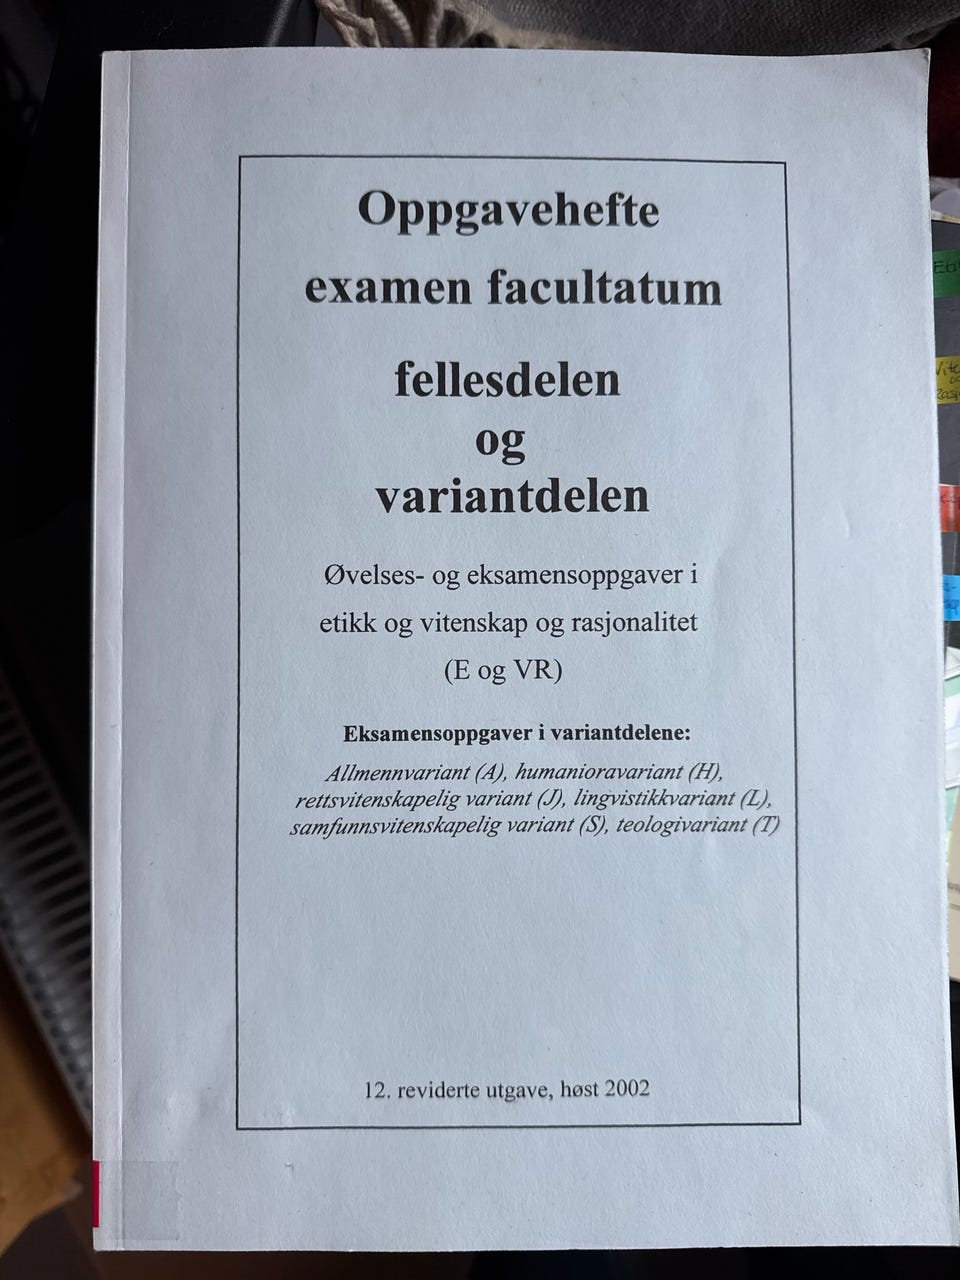 Oppgavehefte
examen facultatum
fellesdelen
og
variantdelen
Øvelses- og eksamensoppgaver i
etikk og vitenskap og rasjonalitet
(E og VR)
Eksamensoppgaver i variantdelene:
Allmennvariant (A), humanioravariant (H),
rettsvitenskapelig variant (J), lingvistikkvariant (L),
samfunnsvitenskapelig variant (S), teologivariant (T)
12. reviderte utgave, høst 2002